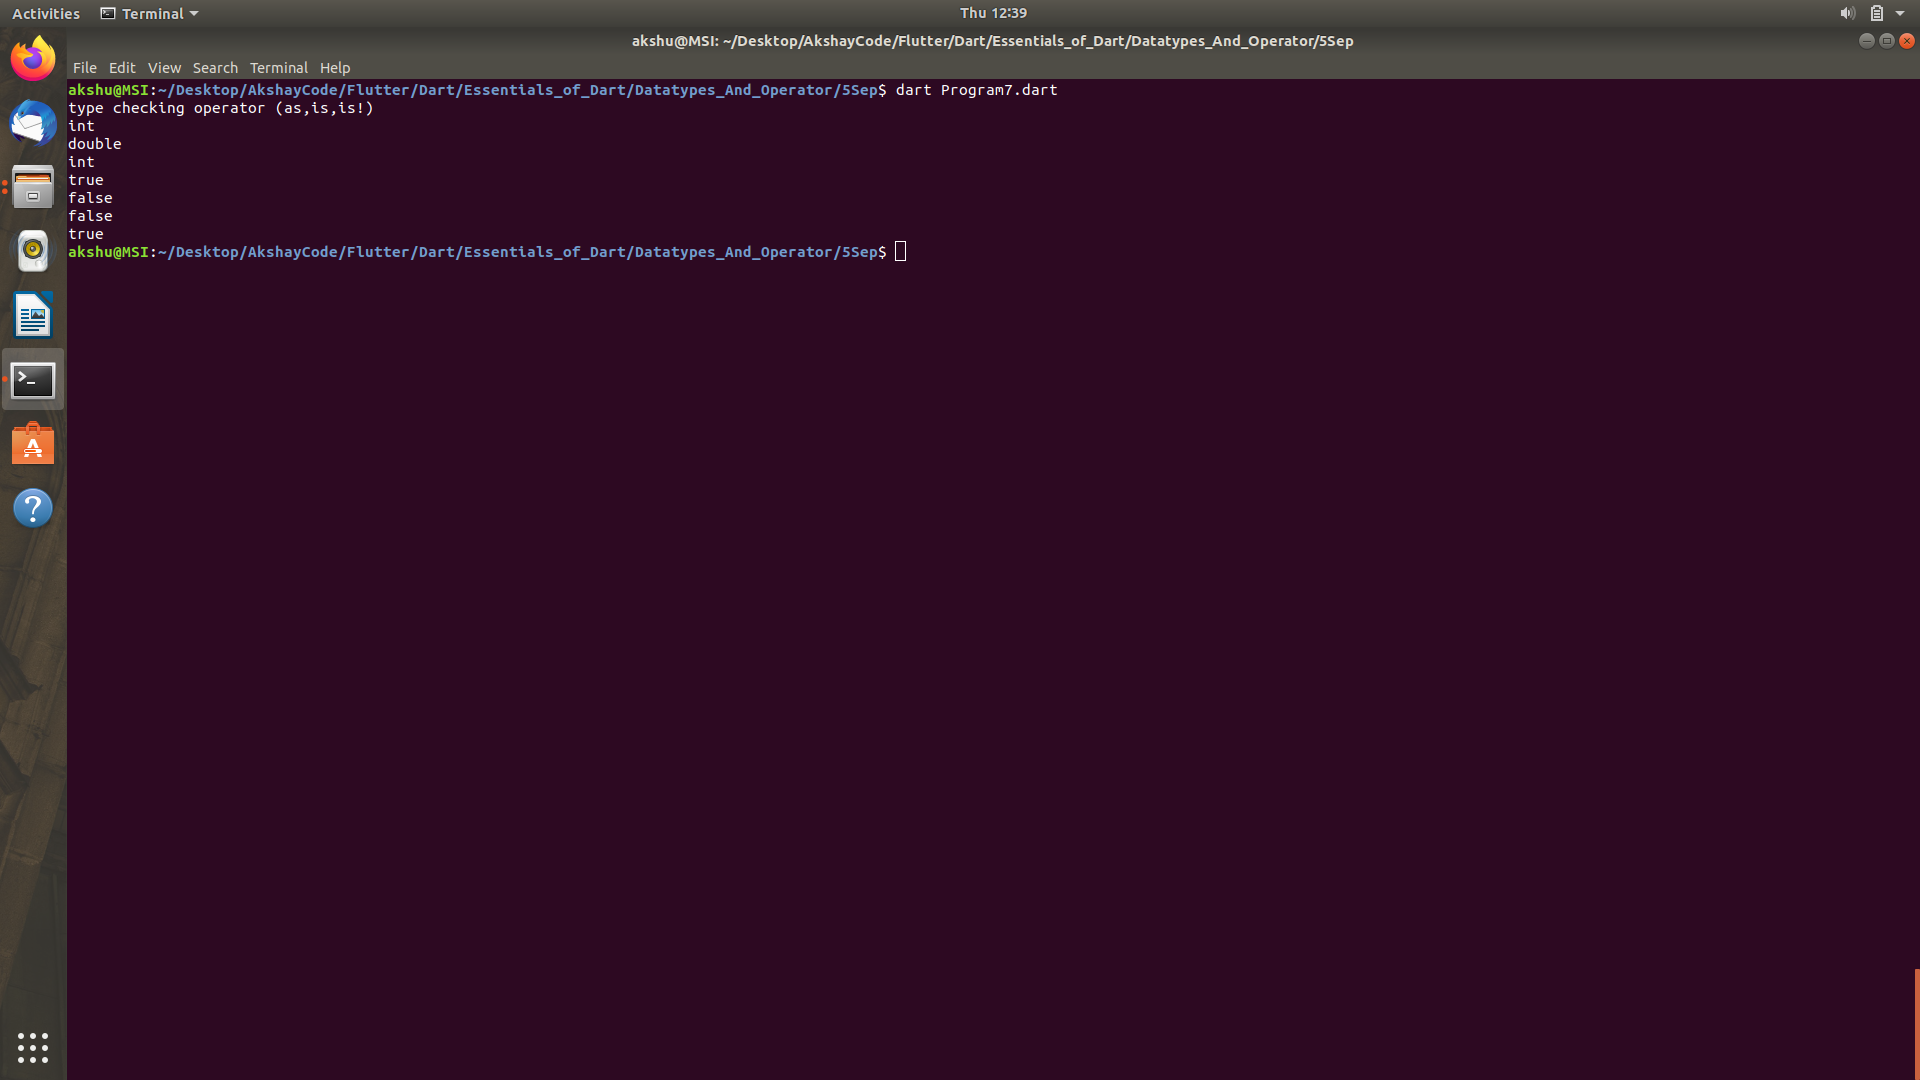 Activities Terminal Thu 12:39
akshu@MSI: ~/Desktop/AkshayCode/Flutter/Dart/Essentials_of_Dart/Datatypes_And_Operator/5Sep
File Edit View Search Terminal Help
akshu@MSI:~/Desktop/AkshayCode/Flutter/Dart/Essentials_of_Dart/Datatypes_And_Operator/5Sep$ dart Program7.dart
type checking operator (as,is,is!)
int
double
int
true
false
false
true
akshu@MSI:~/Desktop/AkshayCode/Flutter/Dart/Essentials_of_Dart/Datatypes_And_Operator/5Sep$